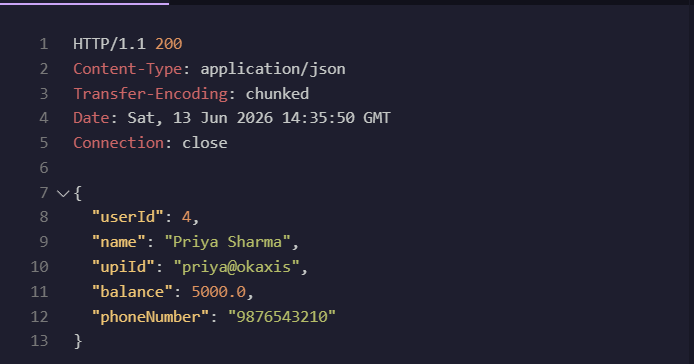 1 HTTP/1.1 200
2 Content-Type: application/json
3 Transfer-Encoding: chunked
4 Date: Sat, 13 Jun 2026 14:35:50 GMT
5 Connection: close
6
7 {
8   "userId": 4,
9   "name": "Priya Sharma",
10   "upiId": "priya@okaxis",
11   "balance": 5000.0,
12   "phoneNumber": "9876543210"
13 }